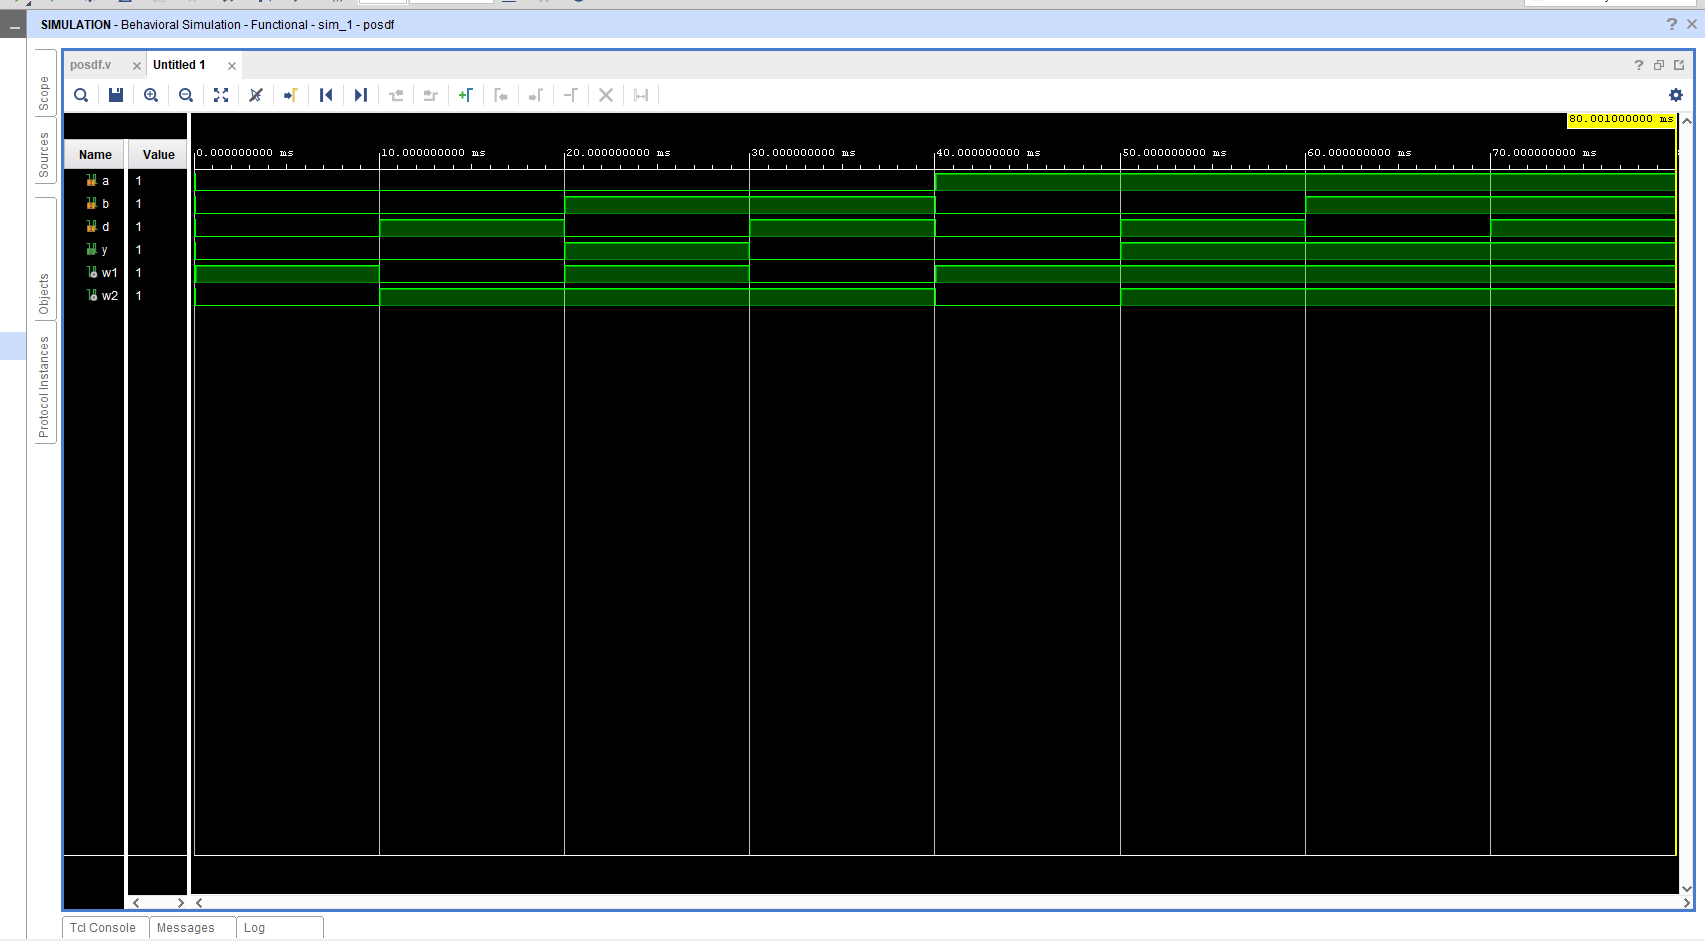 SIMULATION - Behavioral Simulation - Functional - sim_1 - posdf
Scope
Sources
Objects
Protocol Instances
posdf.v
Untitled 1
80.001000000 ms
Name Value
0.000000000 ms 10.000000000 ms 20.000000000 ms 30.000000000 ms 40.000000000 ms 50.000000000 ms 60.000000000 ms 70.000000000 ms
a 1
b 1
d 1
y 1
w1 1
w2 1
Tcl Console Messages Log